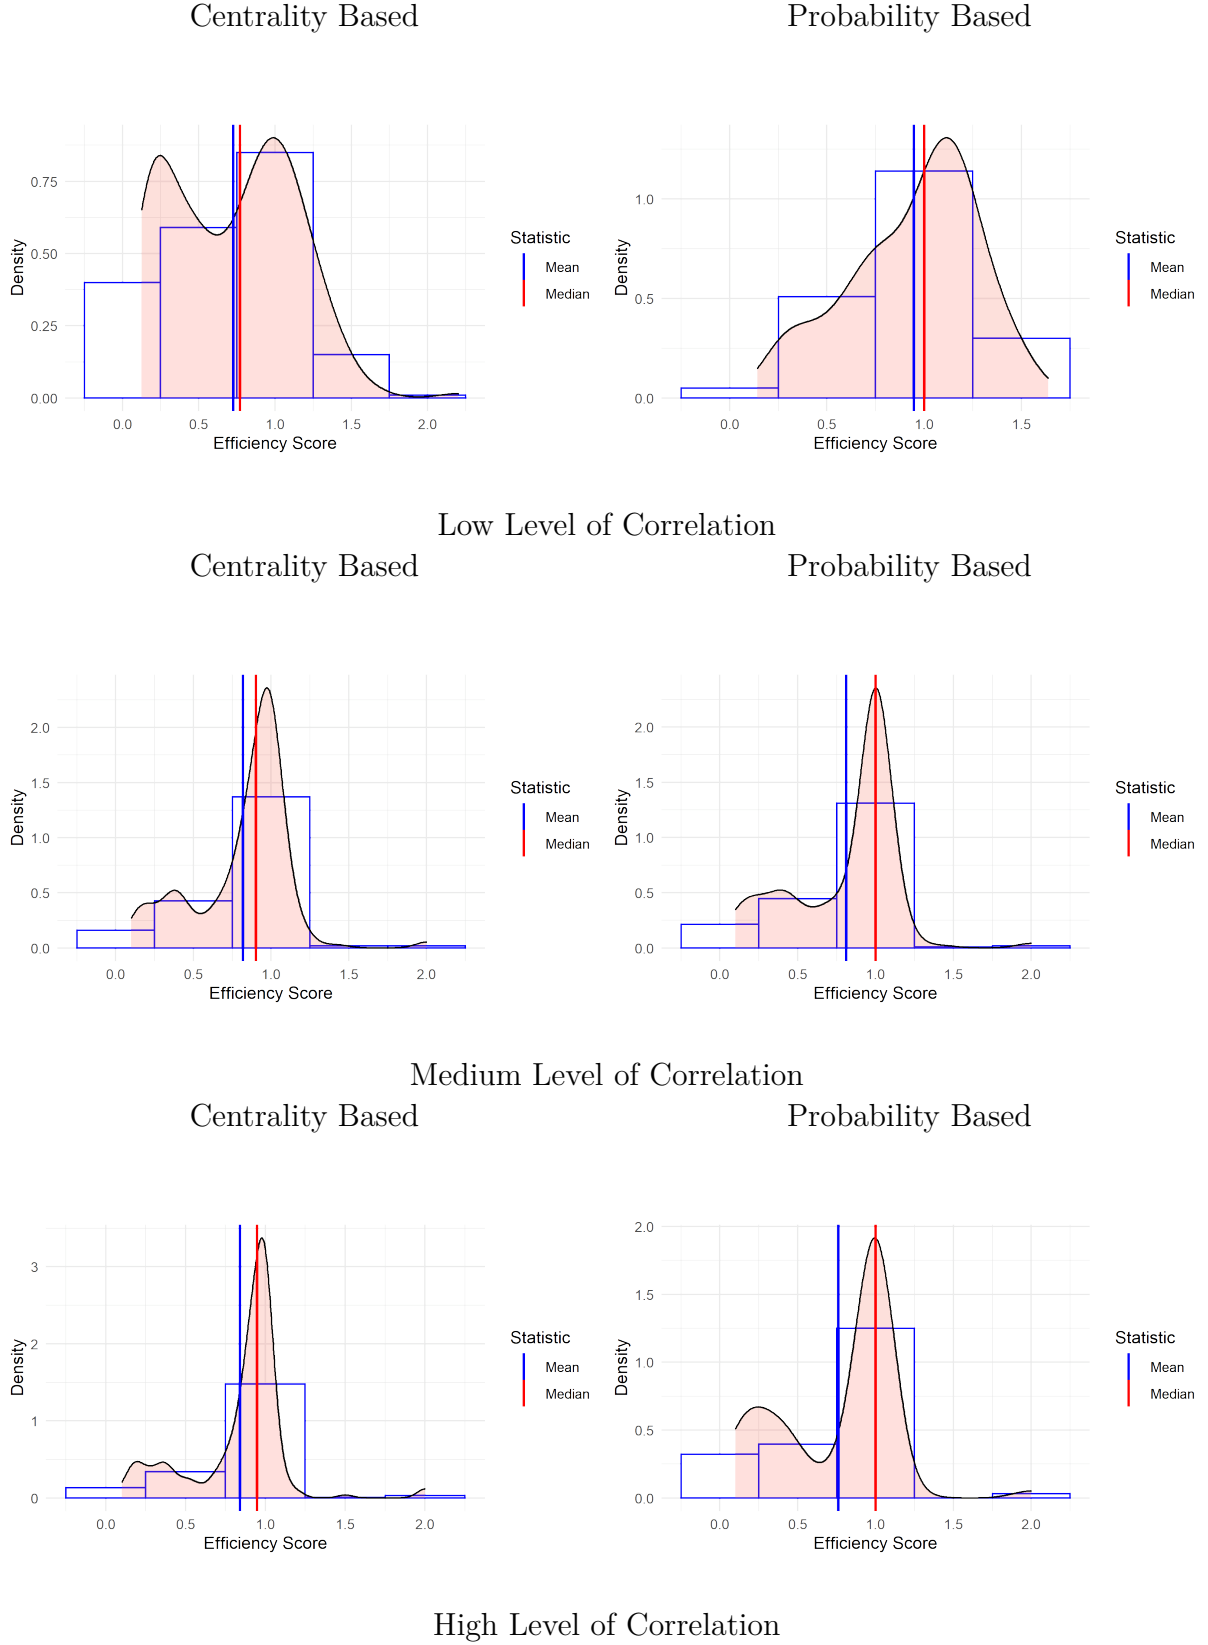 Centrality Based
Probability Based
Density
0.75
0.50
0.25
0.00
0.0 0.5 1.0 1.5 2.0
Efficiency Score
Statistic
Mean
Median
Density
1.0
0.5
0.0
0.0 0.5 1.0 1.5
Efficiency Score
Statistic
Mean
Median
Low Level of Correlation
Centrality Based
Probability Based
Density
2.0
1.5
1.0
0.5
0.0
0.0 0.5 1.0 1.5 2.0
Efficiency Score
Statistic
Mean
Median
Density
2.0
1.5
1.0
0.5
0.0
0.0 0.5 1.0 1.5 2.0
Efficiency Score
Statistic
Mean
Median
Medium Level of Correlation
Centrality Based
Probability Based
Density
3
2
1
0
0.0 0.5 1.0 1.5 2.0
Efficiency Score
Statistic
Mean
Median
Density
2.0
1.5
1.0
0.5
0.0
0.0 0.5 1.0 1.5 2.0
Efficiency Score
Statistic
Mean
Median
High Level of Correlation